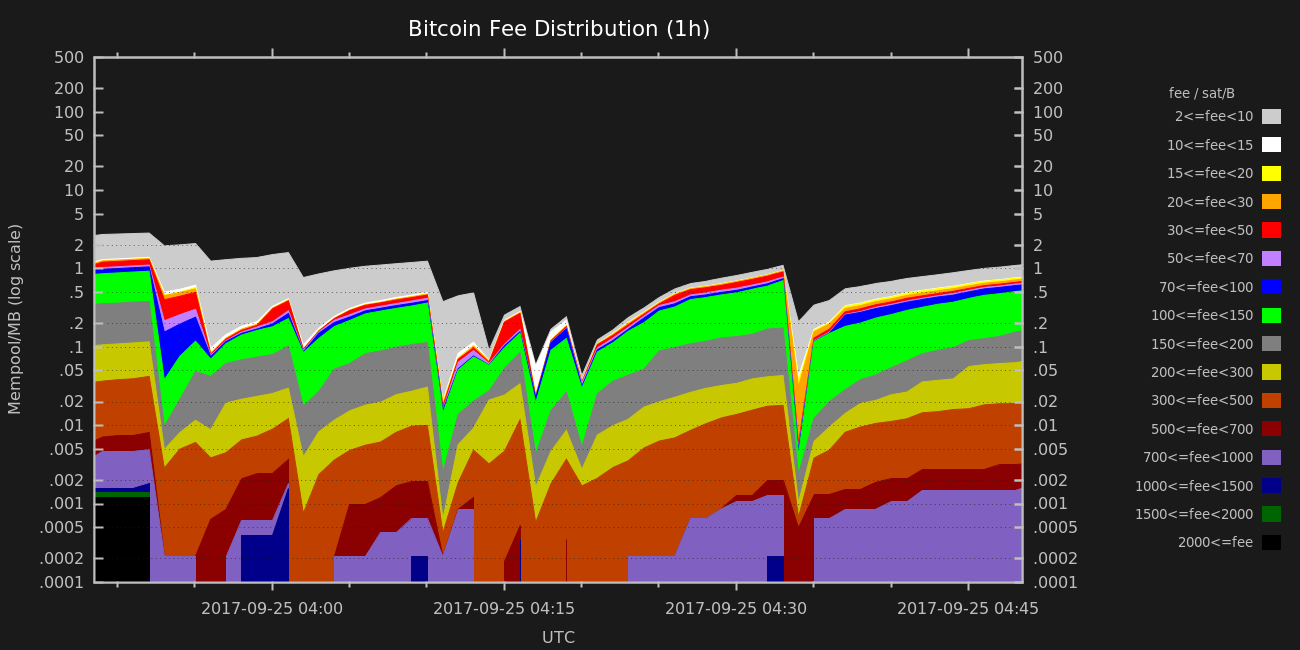 Bitcoin Fee Distribution (1h)
Mempool/MB (log scale)
500
200
100
50
20
10
5
2
1
.5
.2
.1
.05
.02
.01
.005
.002
.001
.0005
.0002
.0001
500
200
100
50
20
10
5
2
1
.5
.2
.1
.05
.02
.01
.005
.002
.001
.0005
.0002
.0001
2017-09-25 04:00
2017-09-25 04:15
2017-09-25 04:30
2017-09-25 04:45
UTC
fee / sat/B
2<=fee<10
10<=fee<15
15<=fee<20
20<=fee<30
30<=fee<50
50<=fee<70
70<=fee<100
100<=fee<150
150<=fee<200
200<=fee<300
300<=fee<500
500<=fee<700
700<=fee<1000
1000<=fee<1500
1500<=fee<2000
2000<=fee